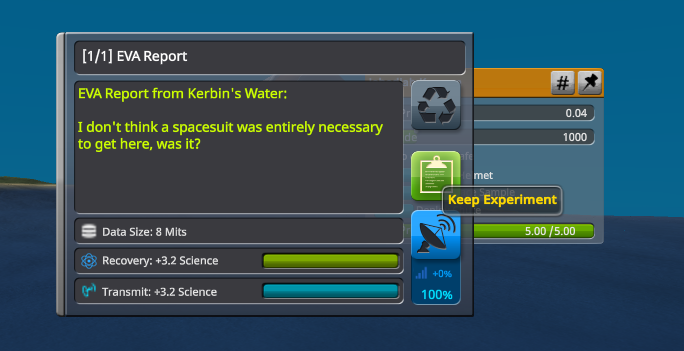 [1/1] EVA Report
EVA Report from Kerbin's Water:
I don't think a spacesuit was entirely necessary
to get here, was it?
#
0.04
1000
met
Sample
Keep Experiment
5.00 /5.00
Data Size: 8 Mits
Recovery: +3.2 Science
+0%
Transmit: +3.2 Science
100%